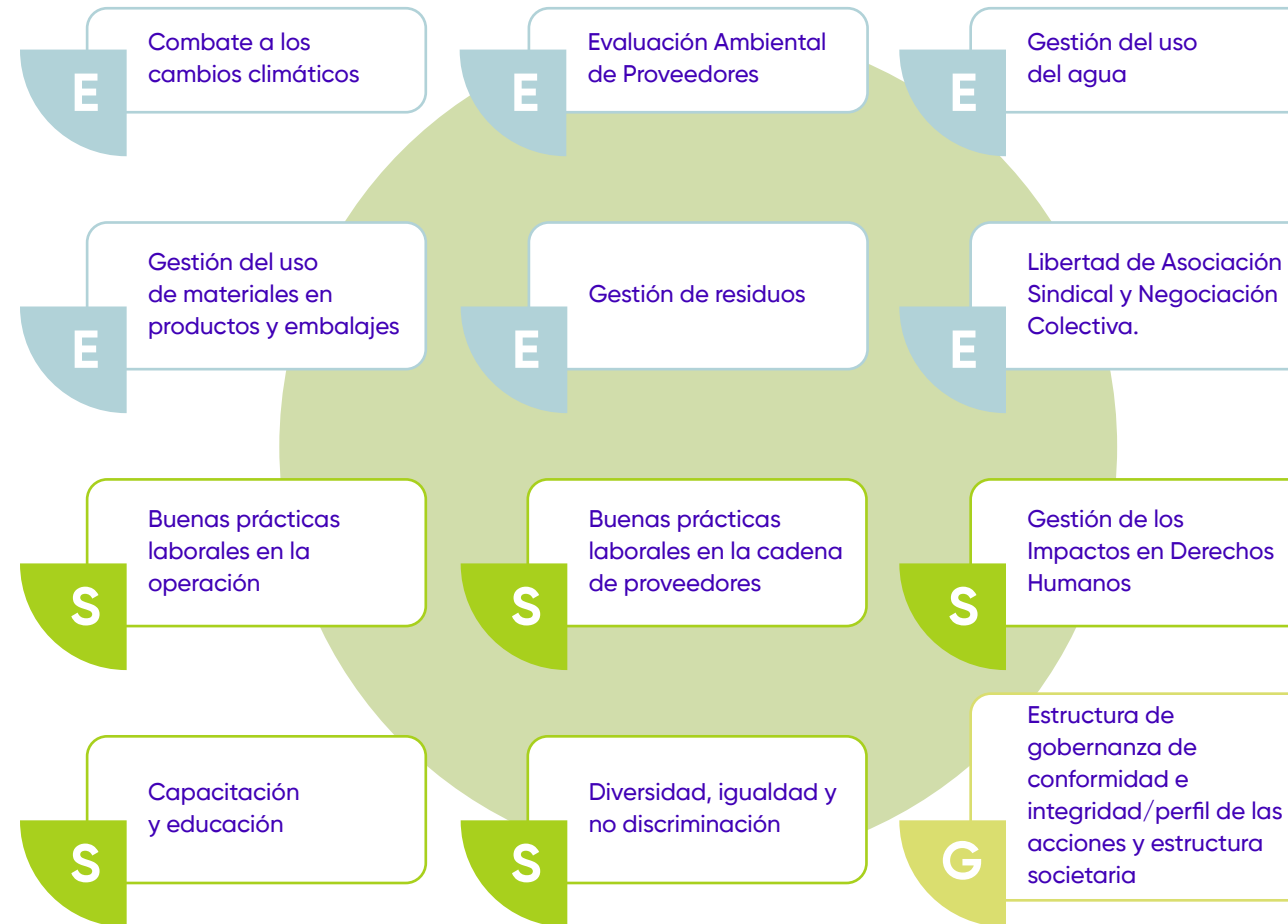 E
Combate a los
cambios climáticos
E
Evaluación Ambiental
de Proveedores
E
Gestión del uso
del agua
E
Gestión del uso
de materiales en
productos y embalajes
E
Gestión de residuos
E
Libertad de Asociación
Sindical y Negociación
Colectiva.
S
Buenas prácticas
laborales en la
operación
S
Buenas prácticas
laborales en la cadena
de proveedores
S
Gestión de los
Impactos en Derechos
Humanos
S
Capacitación
y educación
S
Diversidad, igualdad y
no discriminación
G
Estructura de
gobernanza de
conformidad e
integridad/perfil de las
acciones y estructura
societaria